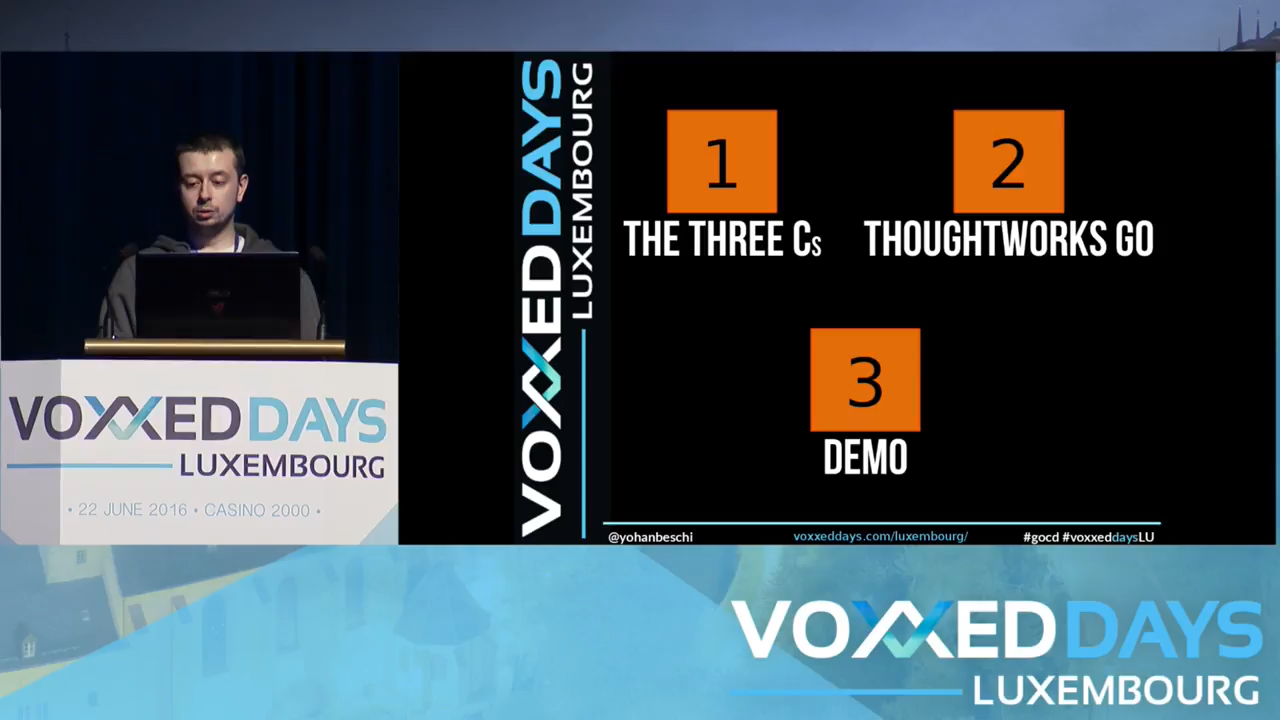 VOXXED DAYS
LUXEMBOURG
• 22 JUNE 2016 • CASINO 2000 •
VOXXED DAYS
LUXEMBOURG
1
2
THE THREE Cs
THOUGHTWORKS GO
3
DEMO
@yohanbeschi
voxxeddays.com/luxembourg/
#gocd #voxxeddaysLU
VOXXED DAYS
LUXEMBOURG